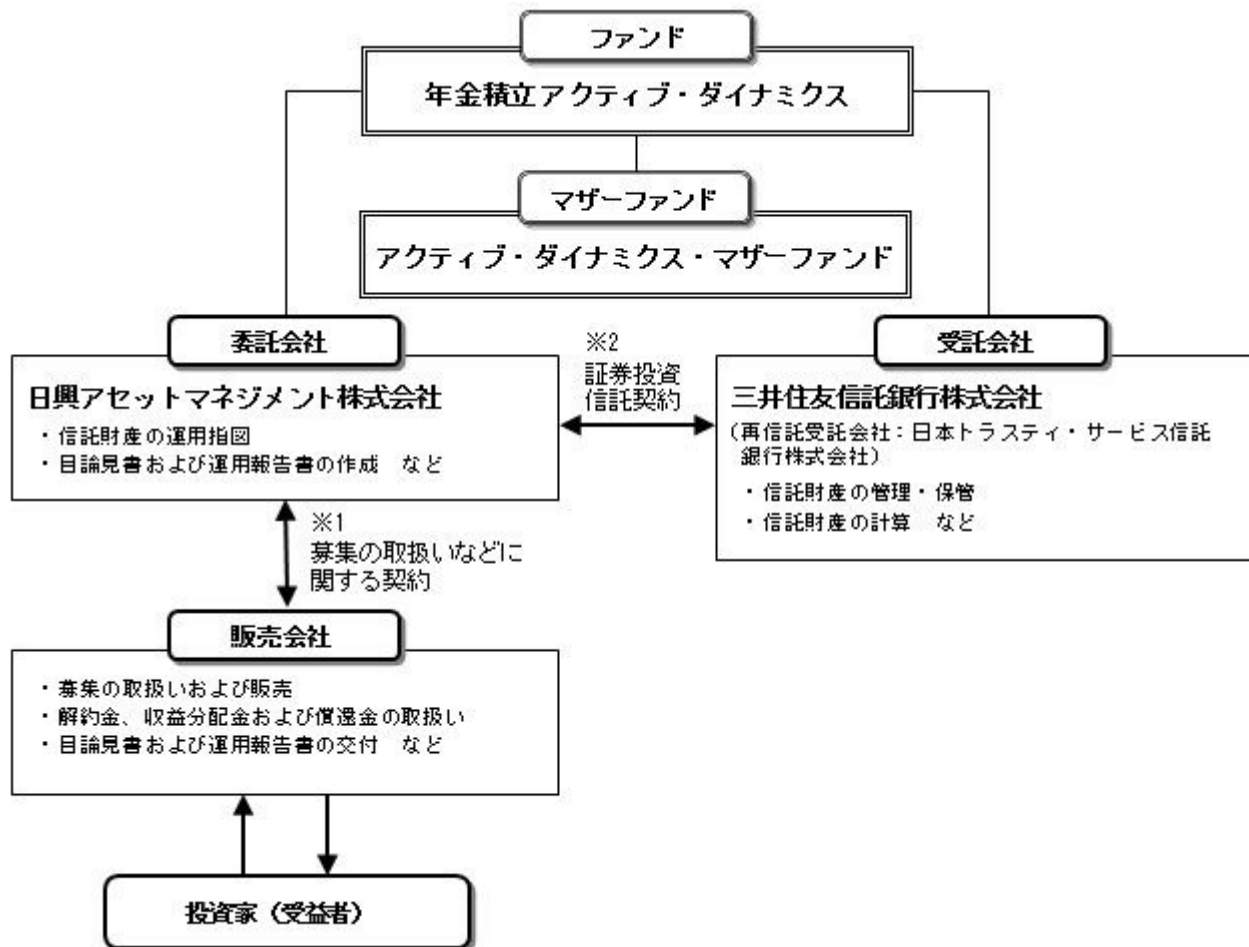 ファンド
年金積立アクティブ・ダイナミクス
マザーファンド
アクティブ・ダイナミクス・マザーファンド
委託会社
日興アセットマネジメント株式会社
・信託財産の運用指図
・目論見書および運用報告書の作成 など
※2
証券投資
信託契約
受託会社
三井住友信託銀行株式会社
(再信託受託会社:日本トラスティ・サービス信託
銀行株式会社)
・信託財産の管理・保管
・信託財産の計算 など
※1
募集の取扱いなどに
関する契約
販売会社
・募集の取扱いおよび販売
・解約金、収益分配金および償還金の取扱い
・目論見書および運用報告書の交付 など
投資家(受益者)